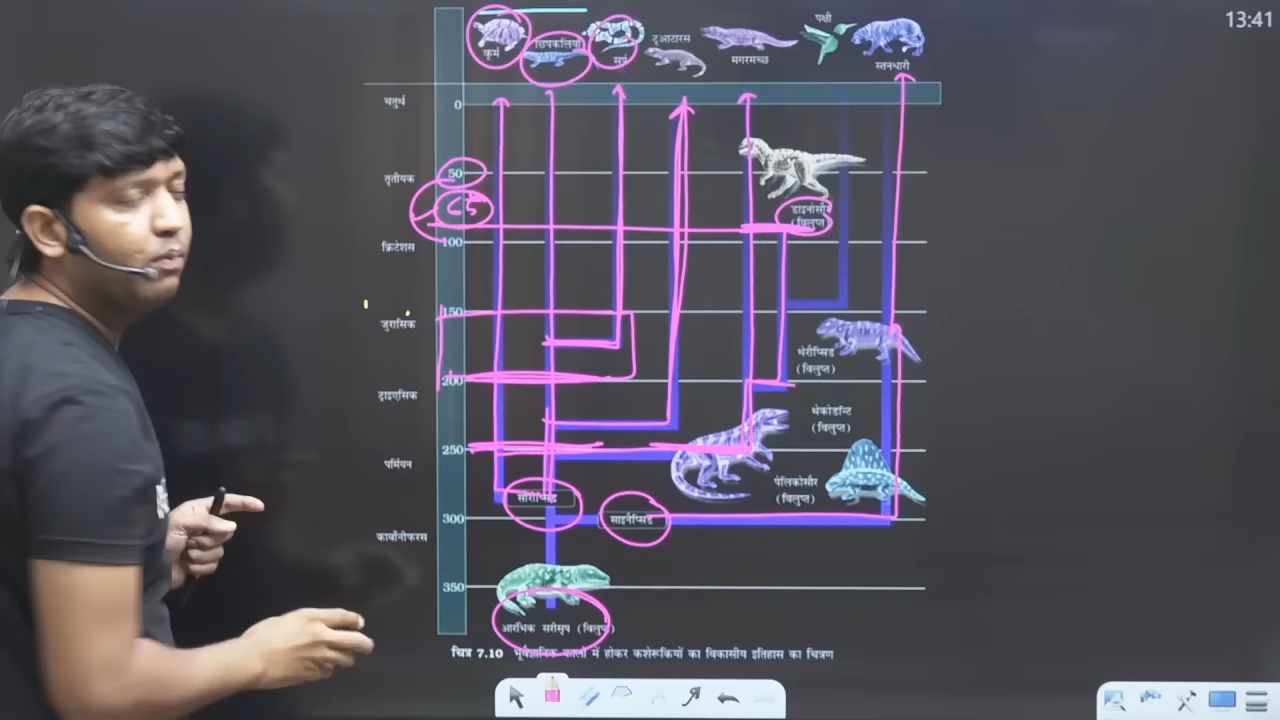 13:41
कूर्म
छिपकलियाँ
सर्प
टुआटारस
मगरमच्छ
पक्षी
स्तनधारी
चतुर्थ
0
तृतीयक
50
65
डाइनोसौर
(विलुप्त)
क्रिटेशस
100
150
जुरासिक
थेरीप्सिड
(विलुप्त)
200
ट्राइएसिक
थेकोडॉन्ट
(विलुप्त)
250
पर्मियन
पेलिकोसौर
(विलुप्त)
सौरोप्सिड
साइनैप्सिड
300
कार्बोनीफेरस
350
आरंभिक सरीसृप (विलुप्त)
चित्र 7.10 भूवैज्ञानिक कालों में होकर कशेरूकियों का विकासीय इतिहास का चित्रण